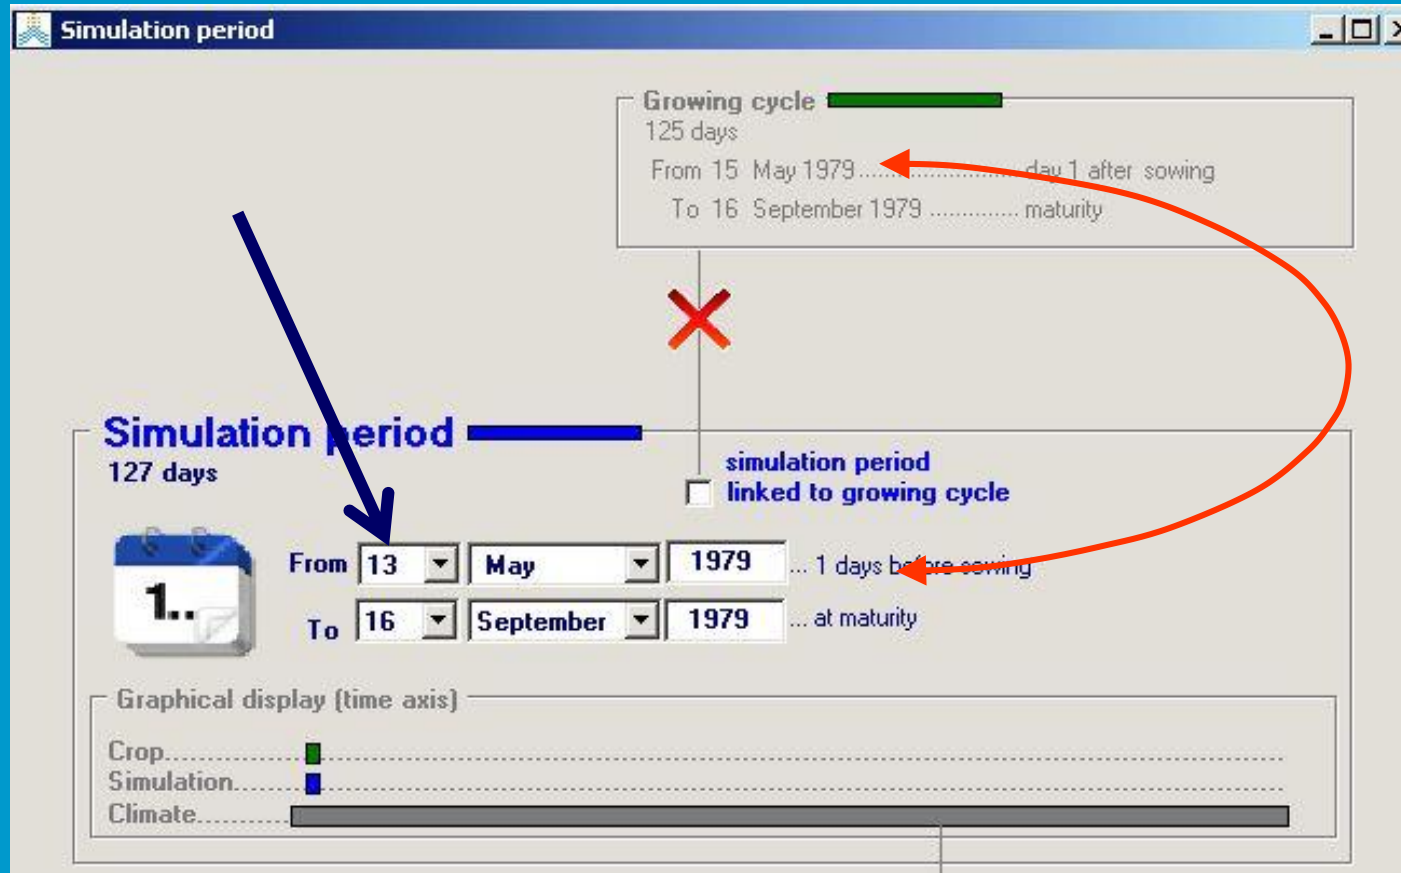 Simulation period
Growing cycle
125 days
From 15 May 1979 ........................ day 1 after sowing
To 16 September 1979 .............. maturity
Simulation period
127 days
simulation period
linked to growing cycle
From 13 May 1979 ... 1 days before sowing
1..
To 16 September 1979 ... at maturity
Graphical display (time axis)
Crop
Simulation
Climate